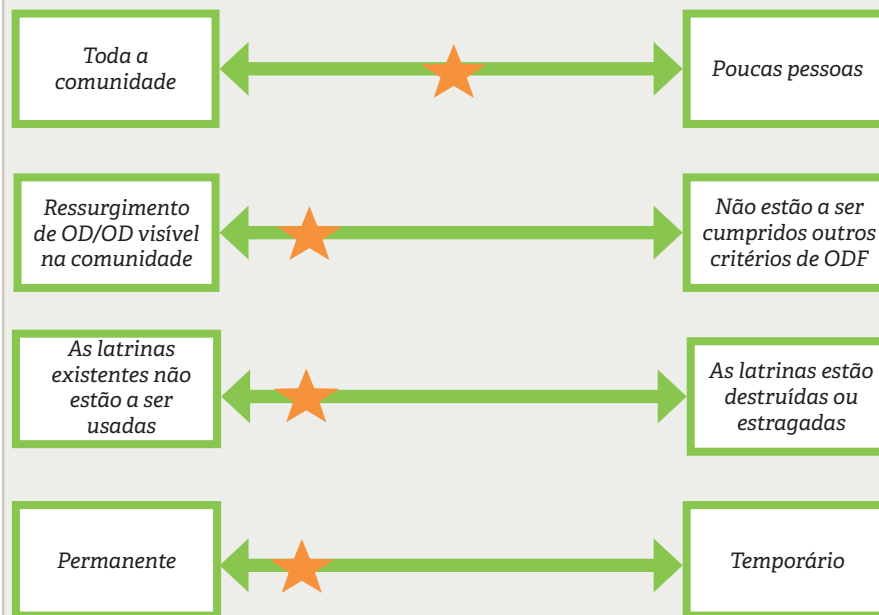 Toda a
comunidade
Poucas pessoas
Ressurgimento
de OD/OD visível
na comunidade
Não estão a ser
cumpridos outros
critérios de ODF
As latrinas
existentes não
estão a ser
usadas
As latrinas estão
destruídas ou
estragadas
Permanente
Temporário